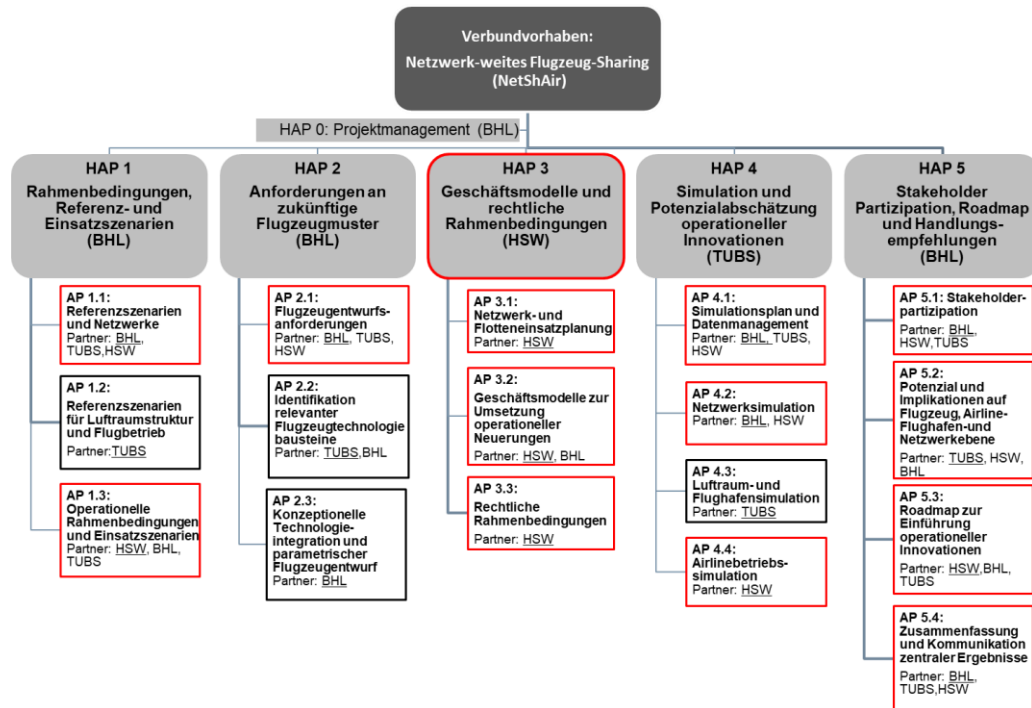 Verbundvorhaben:
Netzwerk-weites Flugzeug-Sharing
(NetShAir)
HAP 0: Projektmanagement (BHL)
HAP 1
Rahmenbedingungen,
Referenz- und
Einsatzszenarien
(BHL)
AP 1.1:
Referenzszenarien
und Netzwerke
Partner: BHL,
TUBS,HSW
AP 1.2:
Referenzszenarien
für Luftraumstruktur
und Flugbetrieb
Partner:TUBS
AP 1.3:
Operationelle
Rahmenbedingungen
und Einsatzszenarien
Partner: HSW, BHL,
TUBS
HAP 2
Anforderungen an
zukünftige
Flugzeugmuster
(BHL)
AP 2.1:
Flugzeugentwurfs-
anforderungen
Partner: BHL, TUBS,
HSW
AP 2.2:
Identifikation
relevanter
Flugzeugtechnologie
bausteine
Partner: TUBS,BHL
AP 2.3:
Konzeptionelle
Technologie-
integration und
parametrischer
Flugzeugentwurf
Partner: BHL
HAP 3
Geschäftsmodelle und
rechtliche
Rahmenbedingungen
(HSW)
AP 3.1:
Netzwerk- und
Flotteneinsatzplanung
Partner: HSW
AP 3.2:
Geschäftsmodelle zur
Umsetzung
operationeller
Neuerungen
Partner: HSW, BHL
AP 3.3:
Rechtliche
Rahmenbedingungen
Partner: HSW
HAP 4
Simulation und
Potenzialabschätzung
operationeller
Innovationen
(TUBS)
AP 4.1:
Simulationsplan und
Datenmanagement
Partner: BHL, TUBS,
HSW
AP 4.2:
Netzwerksimulation
Partner: BHL, HSW
AP 4.3:
Luftraum- und
Flughafensimulation
Partner: TUBS
AP 4.4:
Airlinebetriebs-
simulation
Partner: HSW
HAP 5
Stakeholder
Partizipation, Roadmap
und Handlungs-
empfehlungen
(BHL)
AP 5.1: Stakeholder-
partizipation
Partner: BHL,
HSW,TUBS
AP 5.2:
Potenzial und
Implikationen auf
Flugzeug, Airline-
Flughafen-und
Netzwerkebene
Partner: TUBS, HSW,
BHL
AP 5.3:
Roadmap zur
Einführung
operationeller
Innovationen
Partner: HSW,BHL,
TUBS
AP 5.4:
Zusammenfassung
und Kommunikation
zentraler Ergebnisse
Partner: BHL,
TUBS,HSW